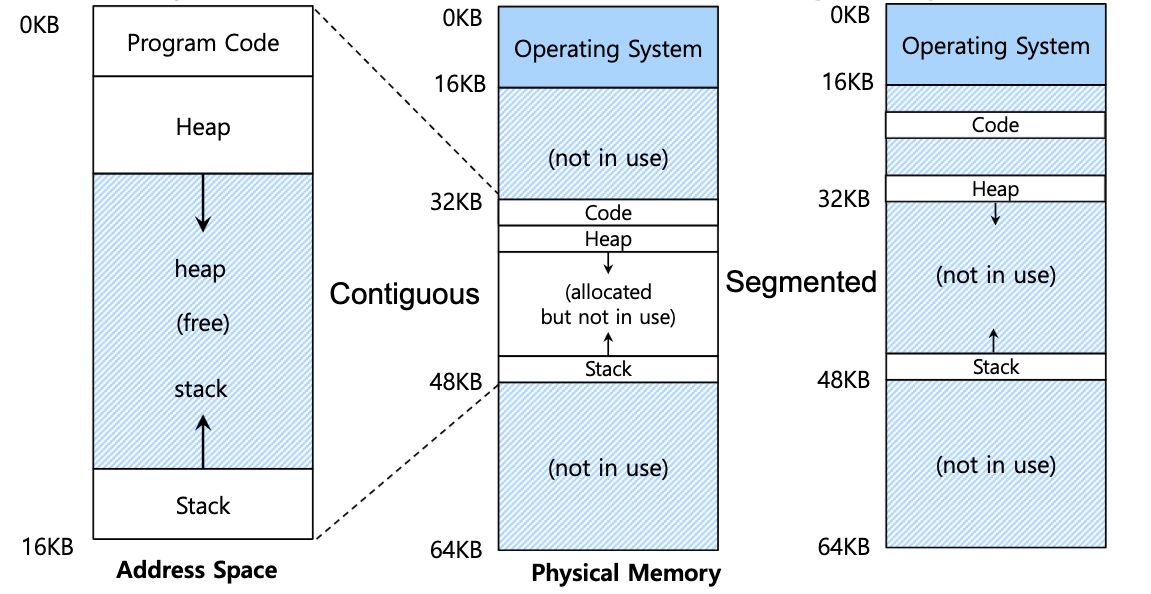 0KB
Program Code
Heap
heap
(free)
stack
Stack
16KB
Address Space
Contiguous
0KB
Operating System
16KB
(not in use)
32KB
Code
Heap
(allocated
but not in use)
Stack
48KB
(not in use)
64KB
Physical Memory
Segmented
0KB
Operating System
16KB
Code
Heap
32KB
(not in use)
Stack
48KB
(not in use)
64KB